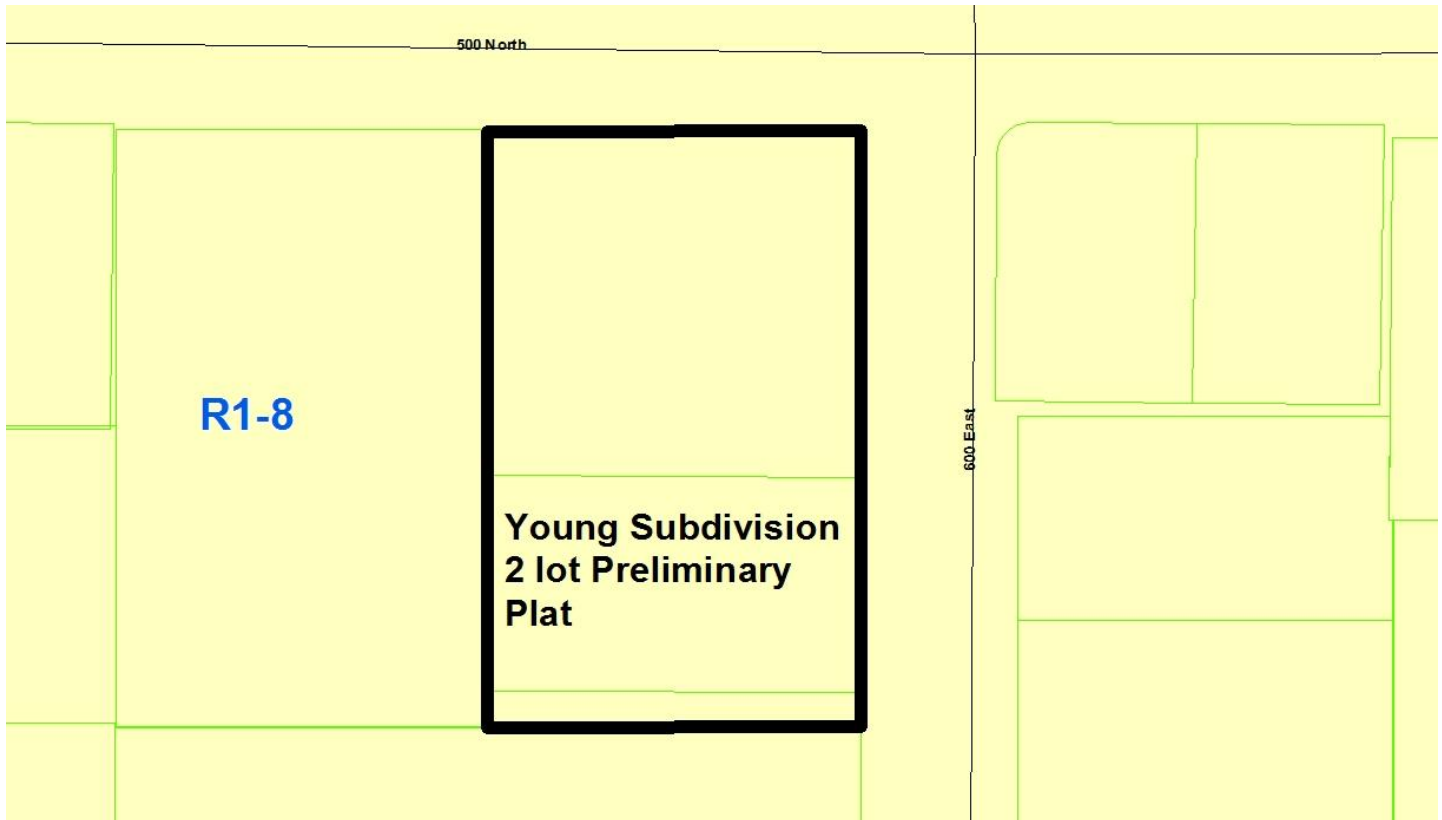 500 North
R1-8
600 East
Young Subdivision
2 lot Preliminary
Plat